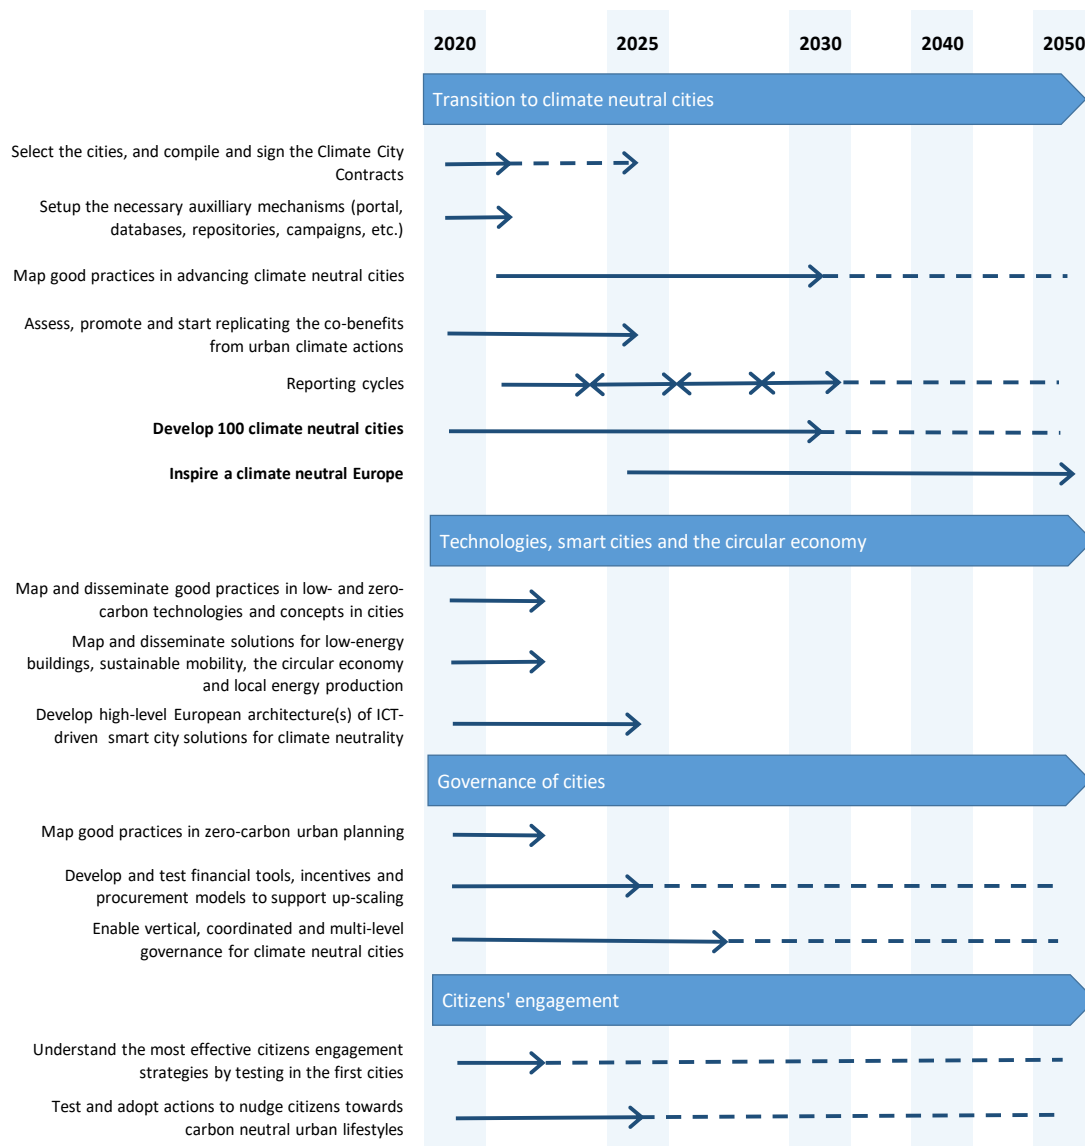 2020 2025 2030 2040 2050
Transition to climate neutral cities
Select the cities, and compile and sign the Climate City
Contracts
Setup the necessary auxilliary mechanisms (portal,
databases, repositories, campaigns, etc.)
Map good practices in advancing climate neutral cities
Assess, promote and start replicating the co-benefits
from urban climate actions
Reporting cycles
Develop 100 climate neutral cities
Inspire a climate neutral Europe
Technologies, smart cities and the circular economy
Map and disseminate good practices in low- and zero-
carbon technologies and concepts in cities
Map and disseminate solutions for low-energy
buildings, sustainable mobility, the circular economy
and local energy production
Develop high-level European architecture(s) of ICT-
driven smart city solutions for climate neutrality
Governance of cities
Map good practices in zero-carbon urban planning
Develop and test financial tools, incentives and
procurement models to support up-scaling
Enable vertical, coordinated and multi-level
governance for climate neutral cities
Citizens' engagement
Understand the most effective citizens engagement
strategies by testing in the first cities
Test and adopt actions to nudge citizens towards
carbon neutral urban lifestyles